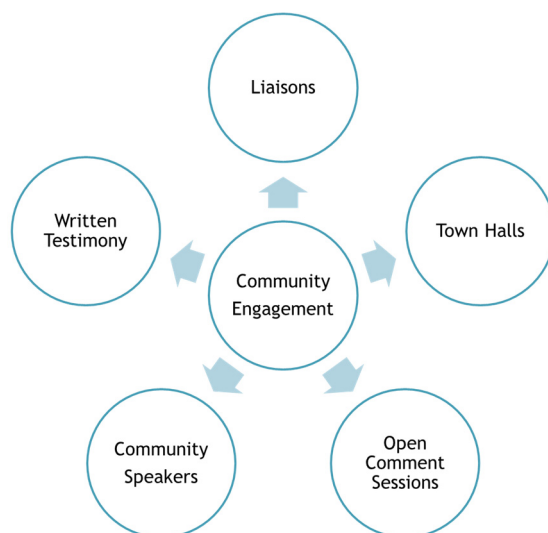 Liaisons
Written
Testimony
Town Halls
Community
Engagement
Community
Speakers
Open
Comment
Sessions